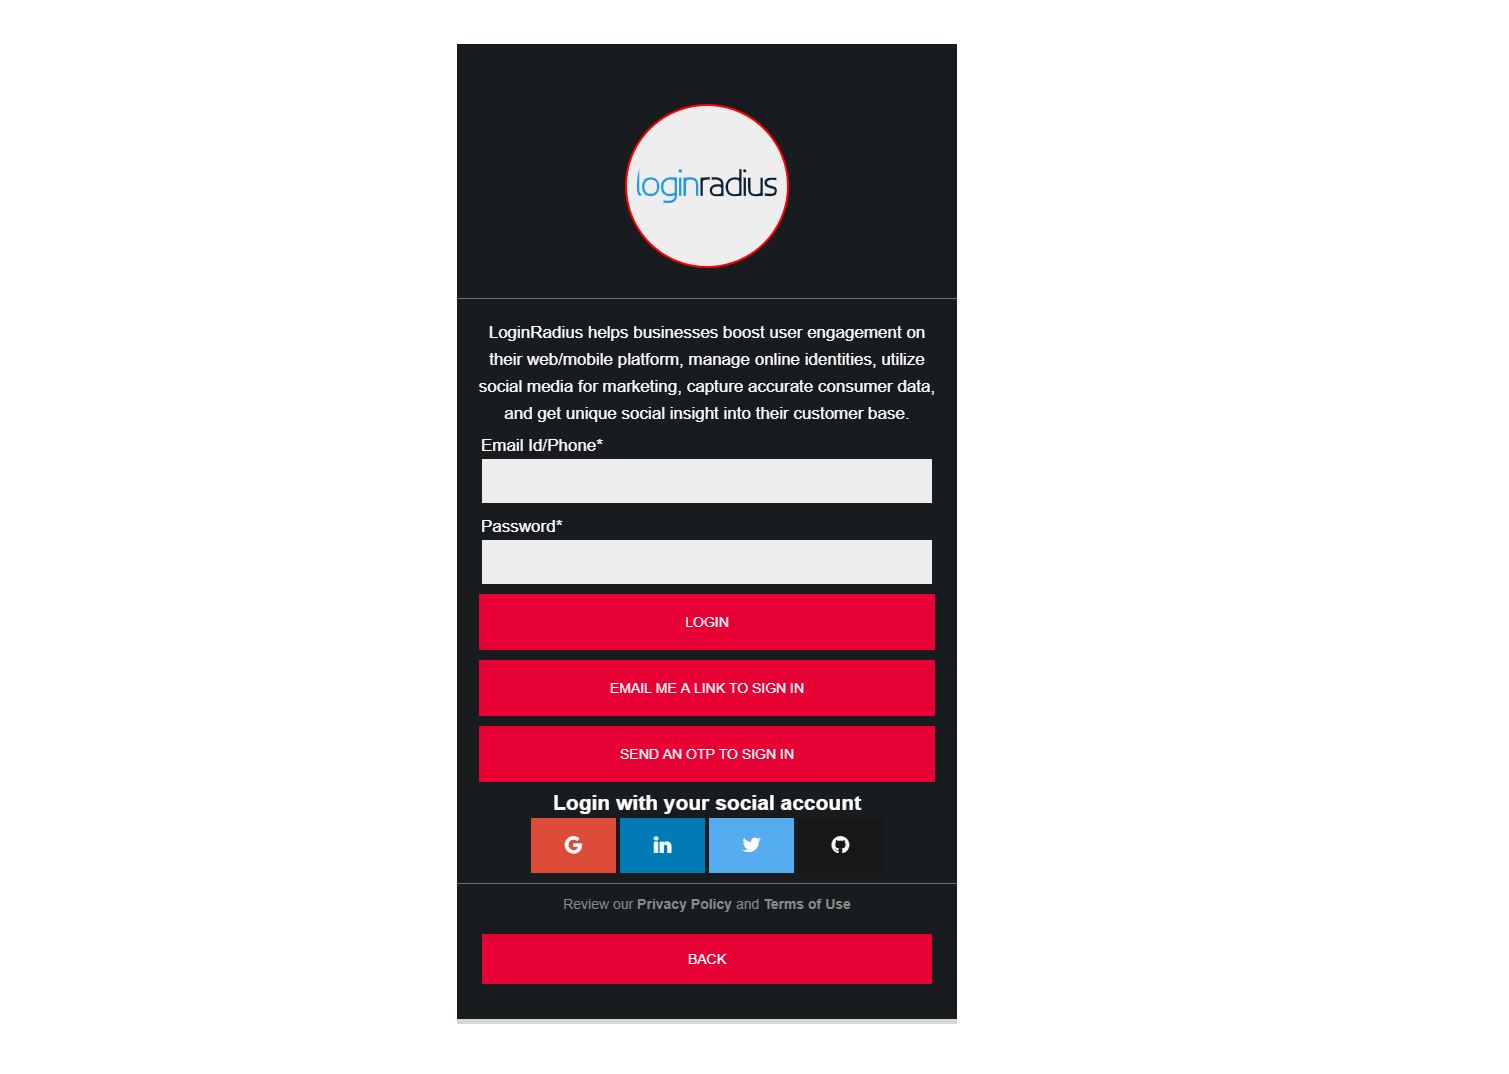 loginradius
LoginRadius helps businesses boost user engagement on
their web/mobile platform, manage online identities, utilize
social media for marketing, capture accurate consumer data,
and get unique social insight into their customer base.
Email Id/Phone*
Password*
LOGIN
EMAIL ME A LINK TO SIGN IN
SEND AN OTP TO SIGN IN
Login with your social account
Review our Privacy Policy and Terms of Use
BACK